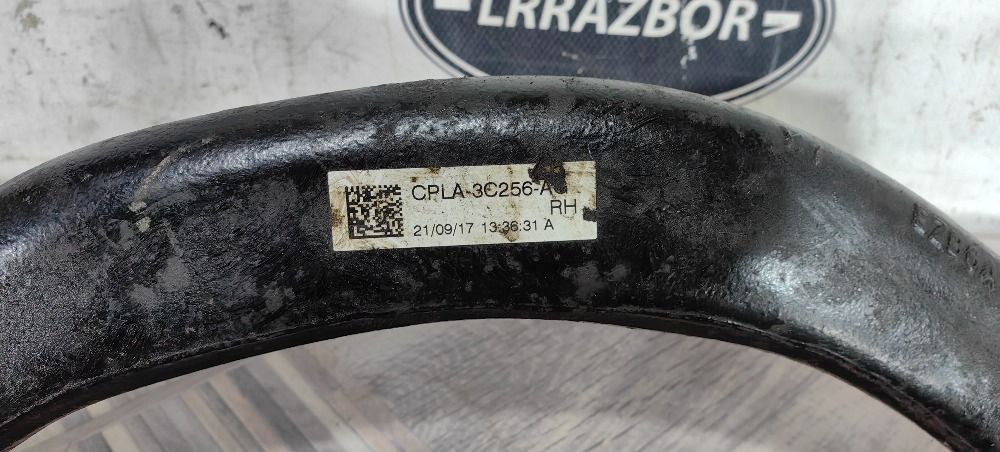 LRRAZBOR
CPLA-3C256-A
RH
21/09/17 13:36:31 A